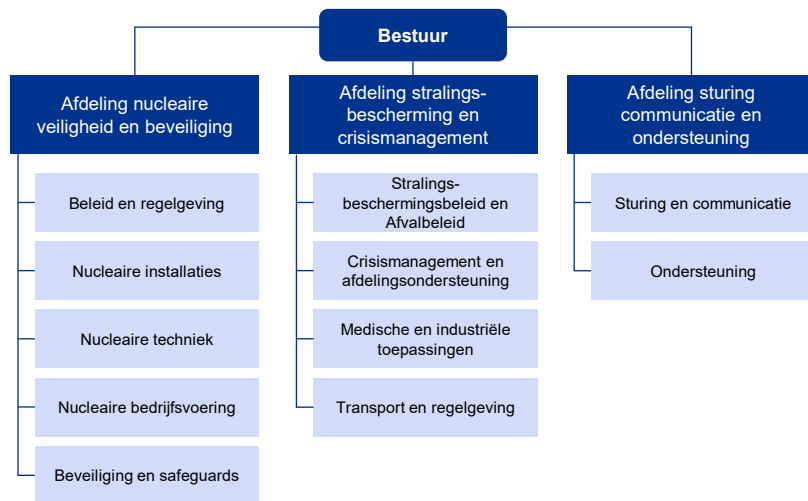 Bestuur
Afdeling nucleaire
veiligheid en beveiliging
Beleid en regelgeving
Nucleaire installaties
Nucleaire techniek
Nucleaire bedrijfsvoering
Beveiliging en safeguards
Afdeling stralings-
bescherming en
crisismanagement
Stralings-
beschermingsbeleid en
Afvalbeleid
Crisismanagement en
afdelingsondersteuning
Medische en industriële
toepassingen
Transport en regelgeving
Afdeling sturing
communicatie en
ondersteuning
Sturing en communicatie
Ondersteuning